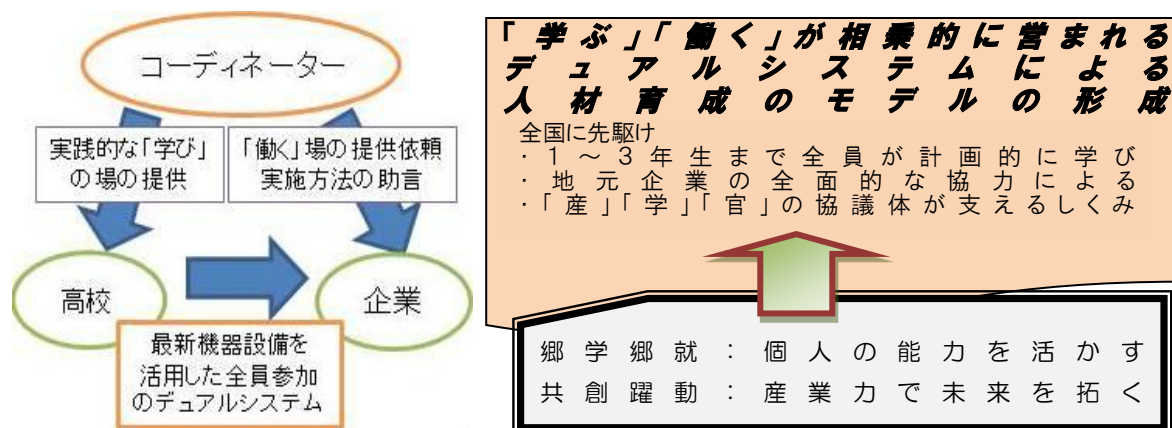 コーディネーター
実践的な「学び」
の場の提供
「働く」場の提供依頼
実施方法の助言
高校
企業
最新機器設備を
活用した全員参加
のデュアルシステム
「学ぶ」「働く」が相乗的に営まれる
デュアルシステムによる
人材育成のモデルの形成
全国に先駆け
・1～3年生まで全員が計画的に学び
・地元企業の全面的な協力による
・「産」「学」「官」の協議体が支えるしくみ
郷学郷就：個人の能力を活かす
共創躍動：産業力で未来を拓く